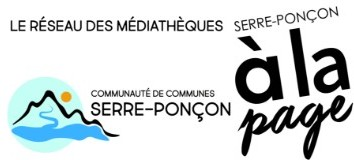 LE RÉSEAU DES MÉDIATHÈQUES
COMMUNAUTÉ DE COMMUNES
SERRE-PONÇON
SERRE-PONÇON
à la
page